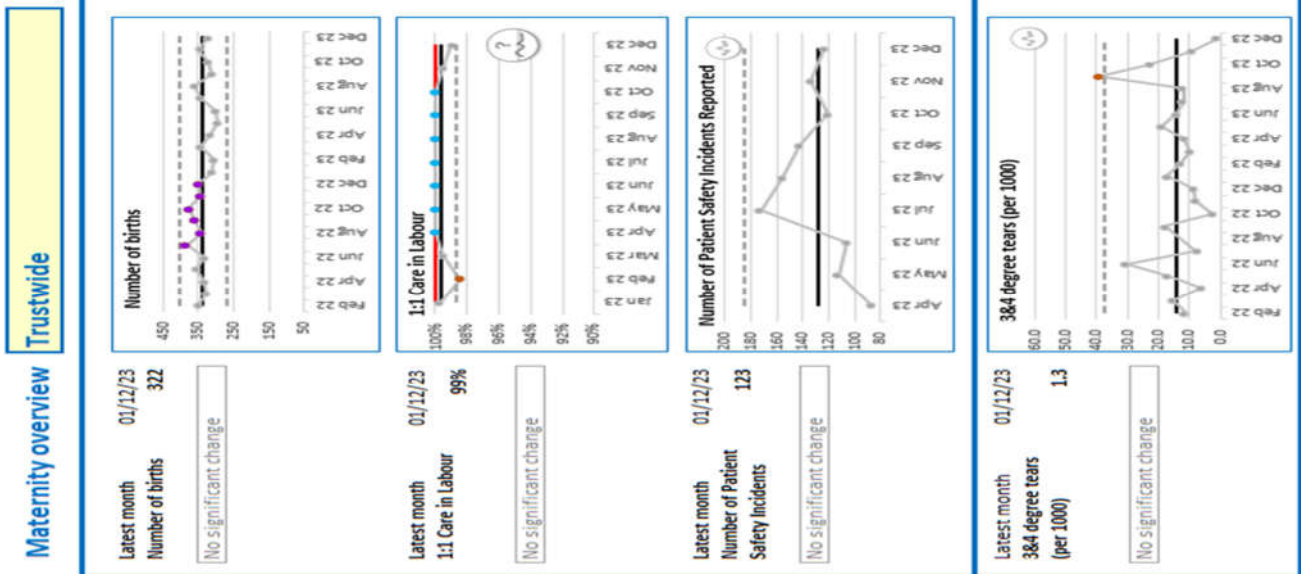 Maternity overview
Trustwide
Latest month
01/12/23
Number of births
322
No significant change
Number of births
450
350
250
150
50
Feb 22
Apr 22
Jun 22
Aug 22
Oct 22
Dec 22
Feb 23
Apr 23
Jun 23
Aug 23
Oct 23
Dec 23
Latest month
01/12/23
1:1 Care in Labour
99%
No significant change
1:1 Care in Labour
100%
98%
96%
94%
92%
90%
Jan 23
Feb 23
Mar 23
Apr 23
May 23
Jun 23
Jul 23
Aug 23
Sep 23
Oct 23
Nov 23
Dec 23
?
Latest month
01/12/23
Number of Patient
123
Safety Incidents
No significant change
Number of Patient Safety Incidents Reported
200
180
160
140
120
100
80
Apr 23
May 23
Jun 23
Jul 23
Aug 23
Sep 23
Oct 23
Nov 23
Dec 23
Latest month
01/12/23
3&4 degree tears
1.3
(per 1000)
No significant change
3&4 degree tears (per 1000)
60.0
50.0
40.0
30.0
20.0
10.0
0.0
Feb 22
Apr 22
Jun 22
Aug 22
Oct 22
Dec 22
Feb 23
Apr 23
Jun 23
Aug 23
Oct 23
Dec 23